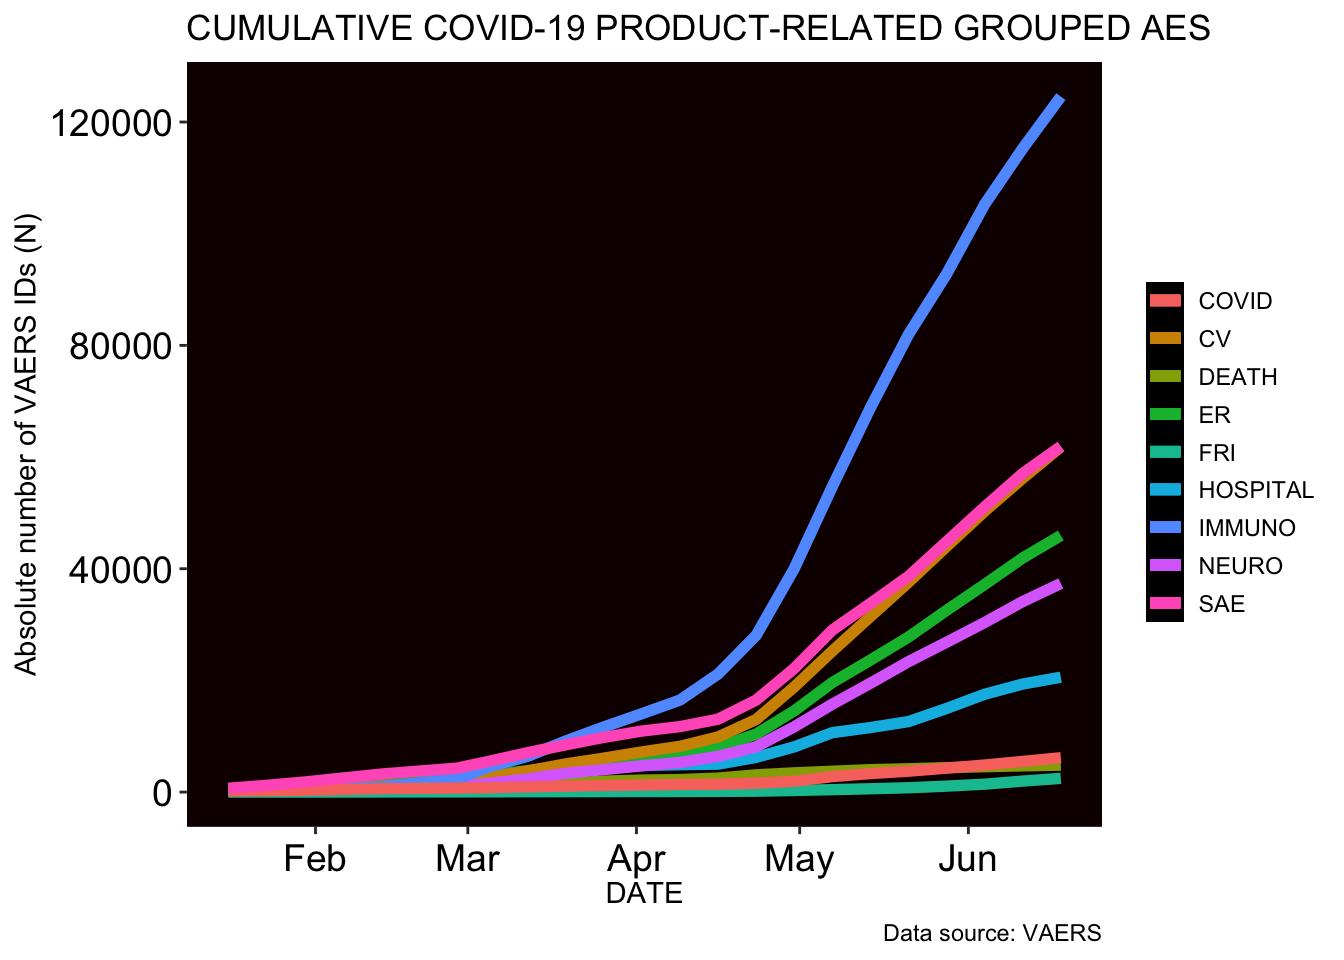 CUMULATIVE COVID-19 PRODUCT-RELATED GROUPED AES
Absolute number of VAERS IDs (N)
120000
80000
40000
0
Feb Mar Apr May Jun
DATE
COVID
CV
DEATH
ER
FRI
HOSPITAL
IMMUNO
NEURO
SAE
Data source: VAERS